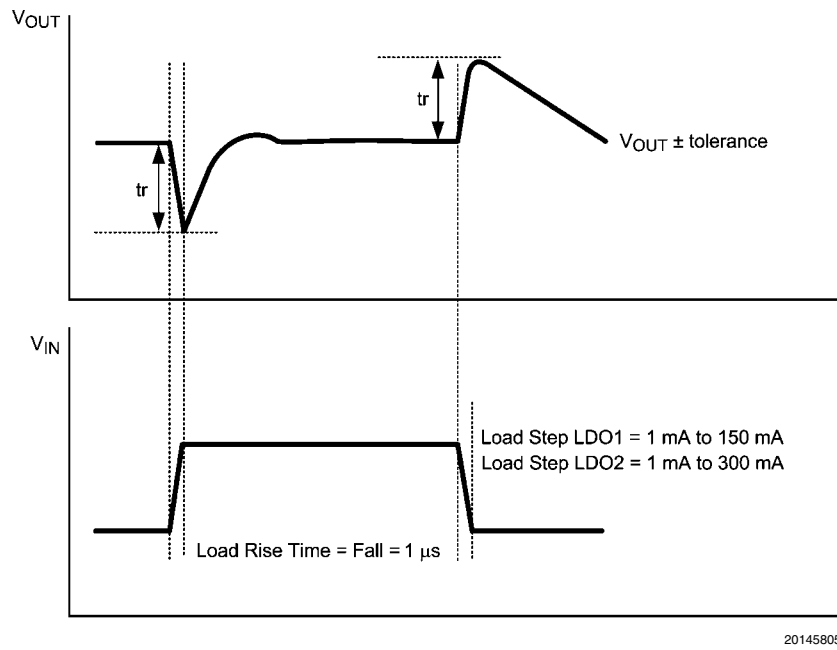 VOUT
tr
tr
VOUT ± tolerance
VIN
Load Step LDO1 = 1 mA to 150 mA
Load Step LDO2 = 1 mA to 300 mA
Load Rise Time = Fall = 1 µs
20145805